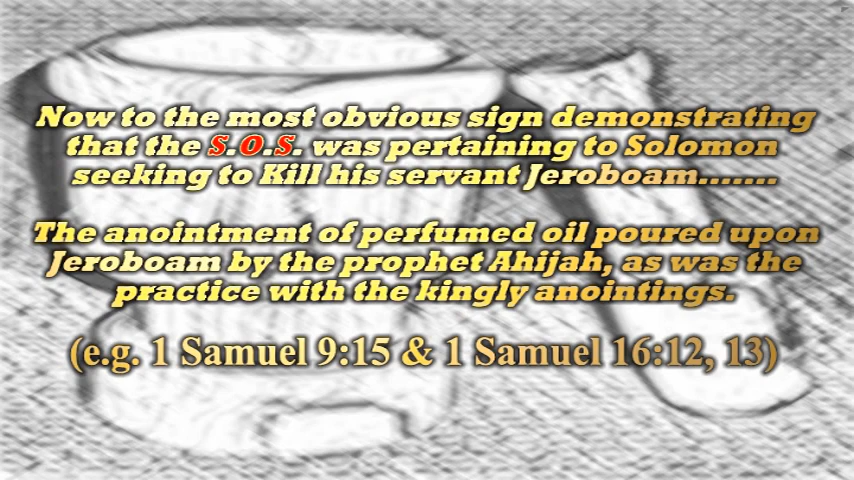 Now to the most obvious sign demonstrating
that the S.O.S. was pertaining to Solomon
seeking to Kill his servant Jeroboam.......
The anointment of perfumed oil poured upon
Jeroboam by the prophet Ahijah, as was the
practice with the kingly anointings.
(e.g. 1 Samuel 9:15 & 1 Samuel 16:12, 13)